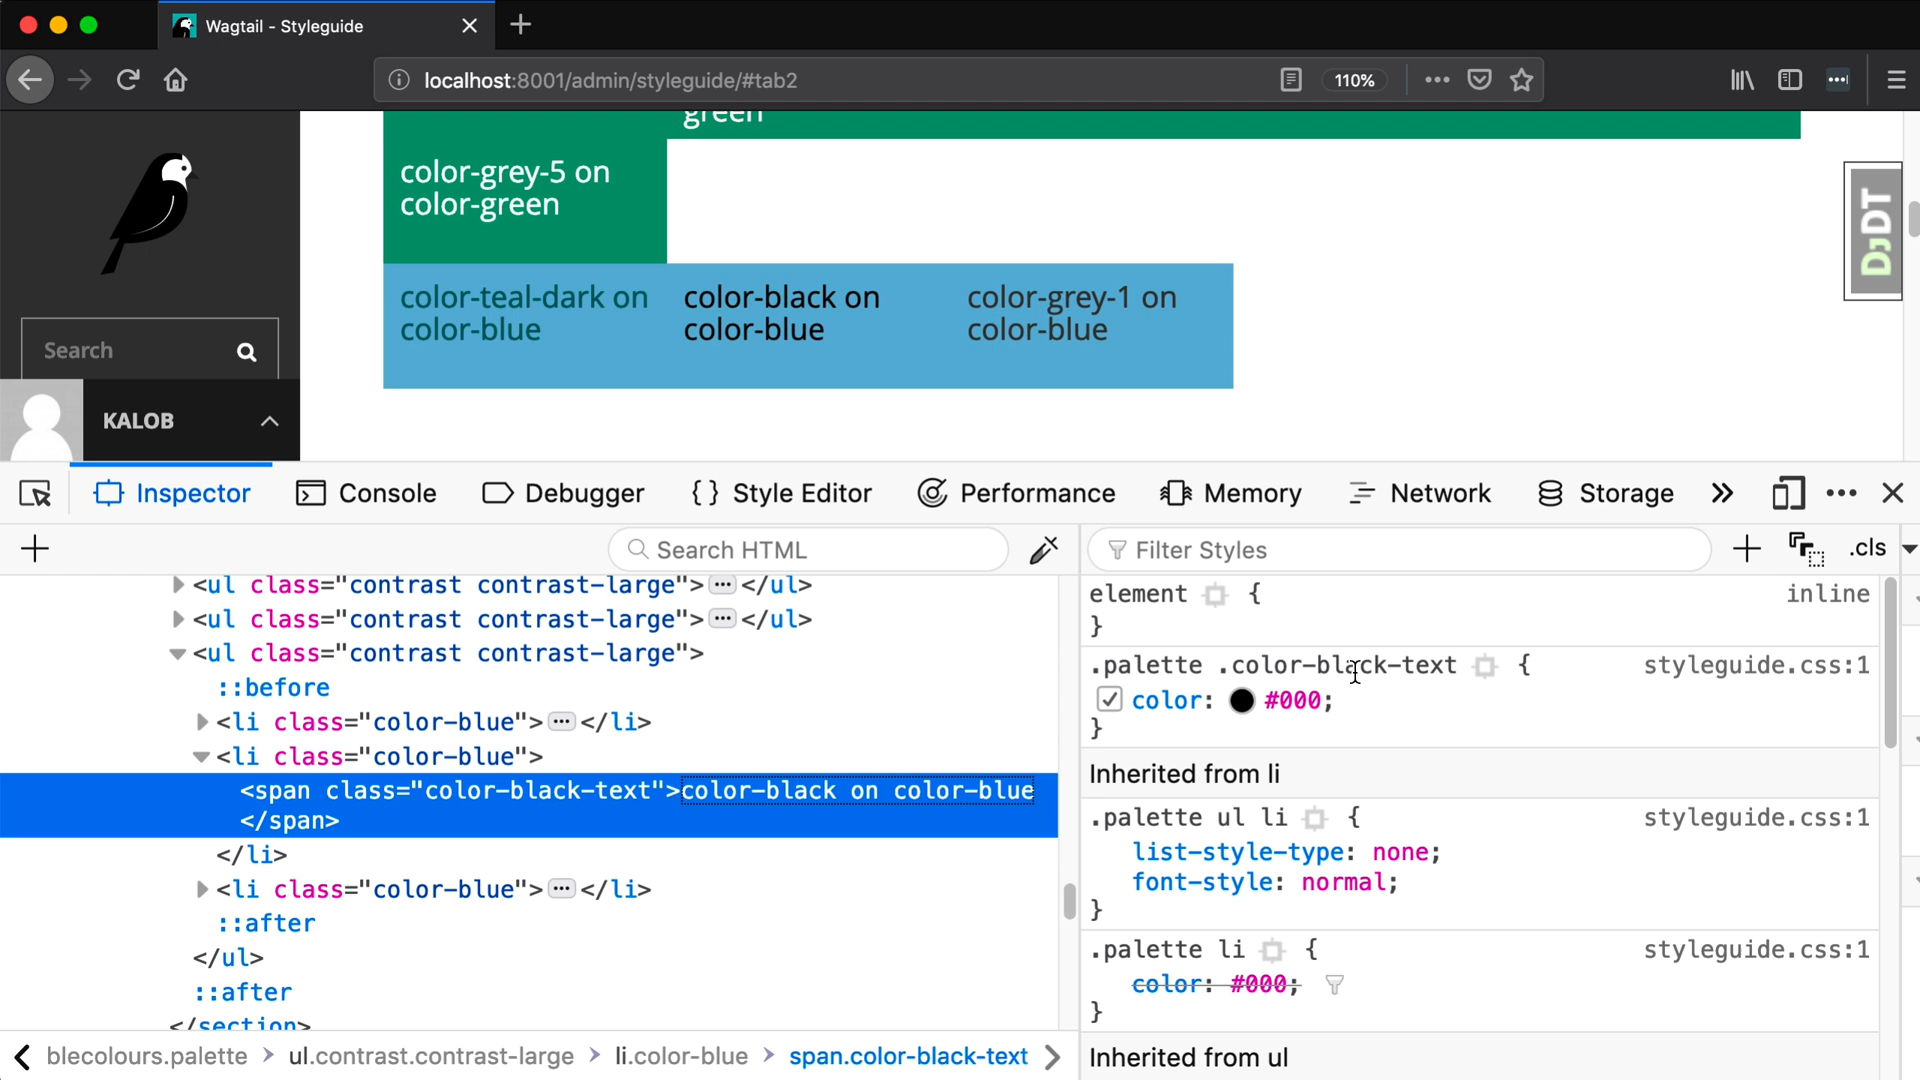 Wagtail - Styleguide
localhost:8001/admin/styleguide/#tab2
110%
green
color-grey-5 on
color-green
color-teal-dark on
color-blue
color-black on
color-blue
color-grey-1 on
color-blue
DjDT
Search
KALOB
Inspector
Console
Debugger
{ } Style Editor
Performance
Memory
Network
Storage
Search HTML
Filter Styles
.cls
<ul class="contrast contrast-large">…</ul>
<ul class="contrast contrast-large">…</ul>
<ul class="contrast contrast-large">
::before
<li class="color-blue">…</li>
<li class="color-blue">
<span class="color-black-text">color-black on color-blue
</span>
</li>
<li class="color-blue">…</li>
::after
</ul>
::after
</section>
blecolours.palette
ul.contrast.contrast-large
li.color-blue
span.color-black-text
element {
inline
}
.palette .color-black-text {
styleguide.css:1
color: #000;
}
Inherited from li
.palette ul li {
styleguide.css:1
list-style-type: none;
font-style: normal;
}
.palette li {
styleguide.css:1
color: #000;
}
Inherited from ul